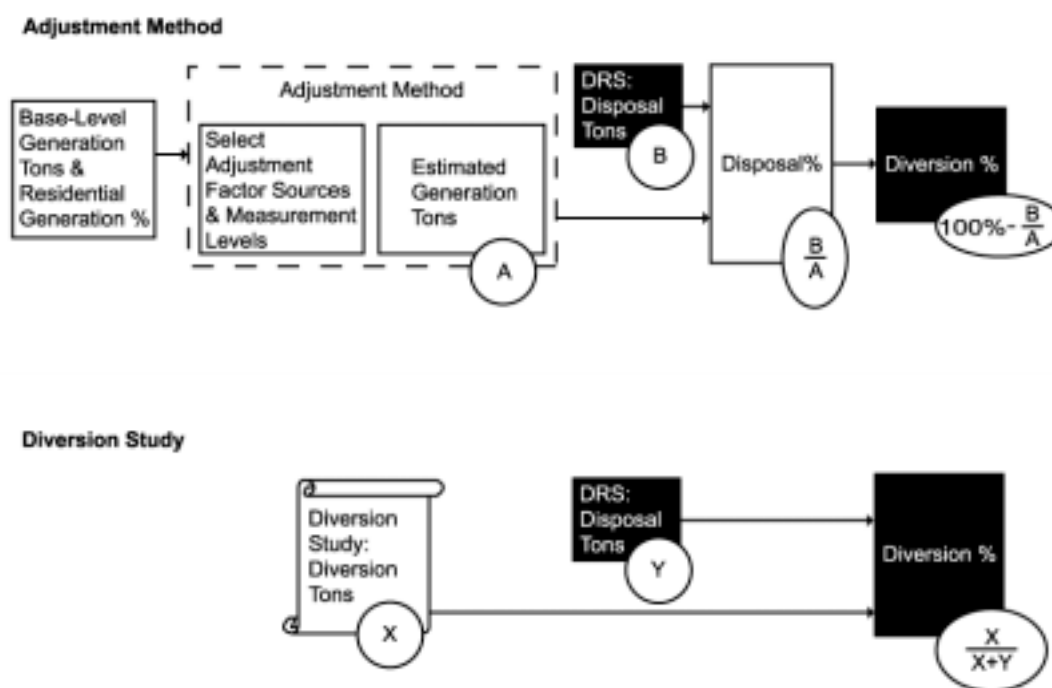 Adjustment Method
Base-Level
Generation
Tons &
Residential
Generation %
Adjustment Method
Select
Adjustment
Factor Sources
& Measurement
Levels
Estimated
Generation
Tons
A
DRS:
Disposal
Tons
B
Disposal%
B
A
Diversion %
100%- B
A
Diversion Study
Diversion
Study:
Diversion
Tons
X
DRS:
Disposal
Tons
Y
Diversion %
X
X+Y